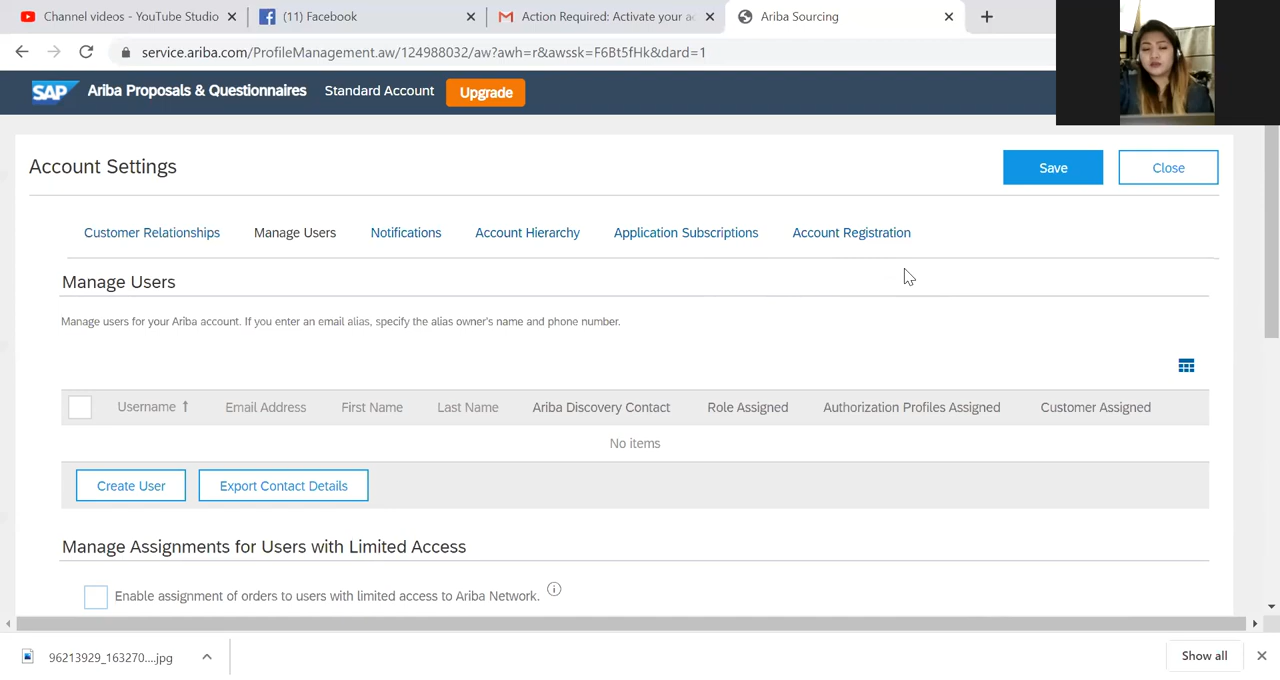 Channel videos - YouTube Studio
(11) Facebook
Action Required: Activate your ac
Ariba Sourcing
service.ariba.com/ProfileManagement.aw/124988032/aw?awh=r&awssk=F6Bt5fHk&dard=1
SAP Ariba Proposals & Questionnaires Standard Account Upgrade
Account Settings
Save
Close
Customer Relationships
Manage Users
Notifications
Account Hierarchy
Application Subscriptions
Account Registration
Manage Users
Manage users for your Ariba account. If you enter an email alias, specify the alias owner's name and phone number.
Username ↑ Email Address First Name Last Name Ariba Discovery Contact Role Assigned Authorization Profiles Assigned Customer Assigned
No items
Create User
Export Contact Details
Manage Assignments for Users with Limited Access
Enable assignment of orders to users with limited access to Ariba Network.
96213929_163270....jpg
Show all